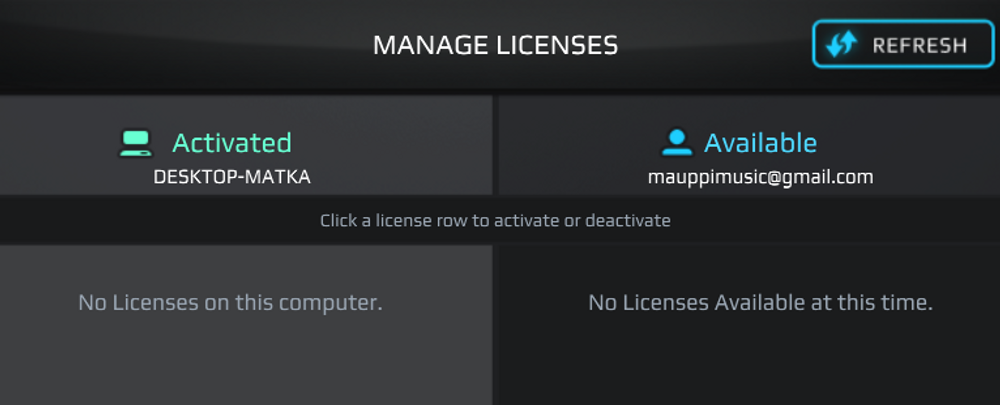 MANAGE LICENSES
REFRESH
Activated
DESKTOP-MATKA
Available
mauppimusic@gmail.com
Click a license row to activate or deactivate
No Licenses on this computer.
No Licenses Available at this time.